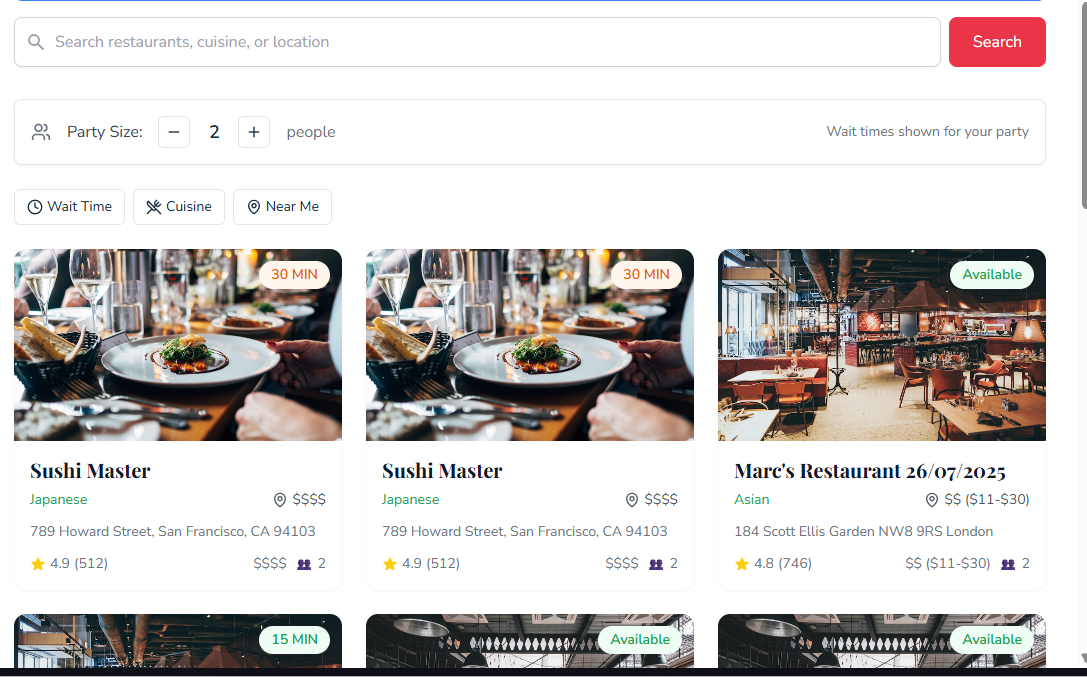 Search restaurants, cuisine, or location
Search
Party Size: 2 people
Wait times shown for your party
Wait Time
Cuisine
Near Me
30 MIN
30 MIN
Available
Sushi Master
Japanese
$$$$
789 Howard Street, San Francisco, CA 94103
4.9 (512)
$$$$
2
Sushi Master
Japanese
$$$$
789 Howard Street, San Francisco, CA 94103
4.9 (512)
$$$$
2
Marc's Restaurant 26/07/2025
Asian
$$ ($11-$30)
184 Scott Ellis Garden NW8 9RS London
4.8 (746)
$$ ($11-$30)
2
15 MIN
Available
Available